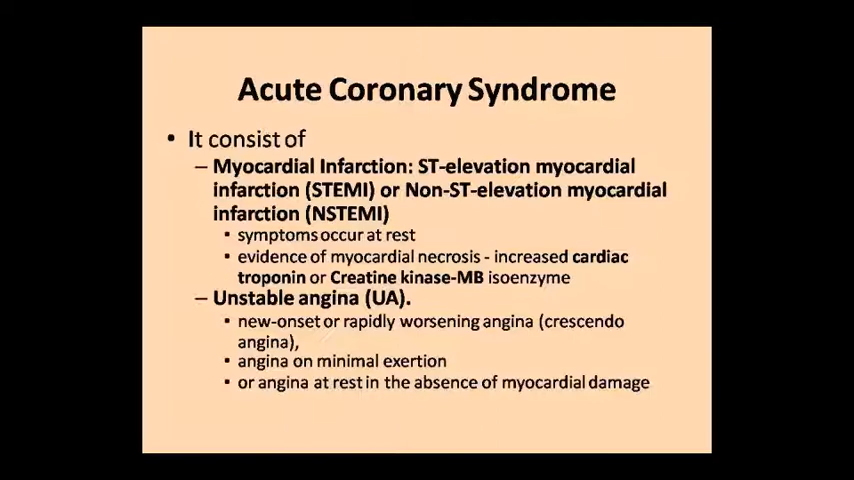 Acute Coronary Syndrome
• It consist of
– Myocardial Infarction: ST-elevation myocardial
infarction (STEMI) or Non-ST-elevation myocardial
infarction (NSTEMI)
• symptoms occur at rest
• evidence of myocardial necrosis - increased cardiac
troponin or Creatine kinase-MB isoenzyme
– Unstable angina (UA).
• new-onset or rapidly worsening angina (crescendo
angina),
• angina on minimal exertion
• or angina at rest in the absence of myocardial damage